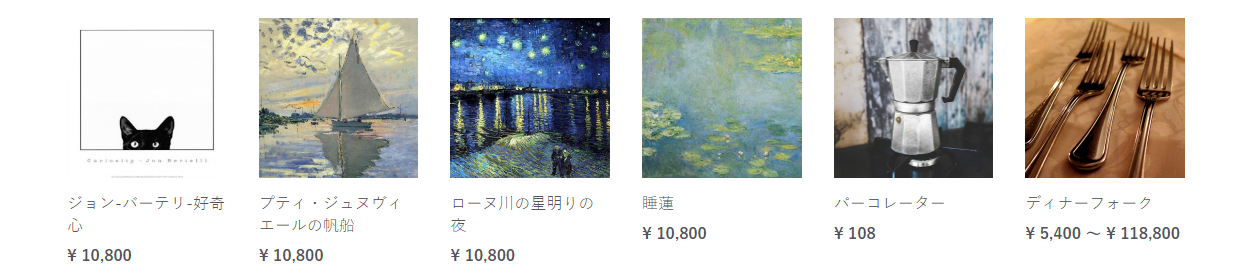 Curiosity - Jon Bertelli
ジョン-バーテリ-好奇
心
¥ 10,800
プティ・ジュヌヴィ
エールの帆船
¥ 10,800
ローヌ川の星明りの
夜
¥ 10,800
睡蓮
¥ 10,800
パーコレーター
¥ 108
ディナーフォーク
¥ 5,400 ～ ¥ 118,800